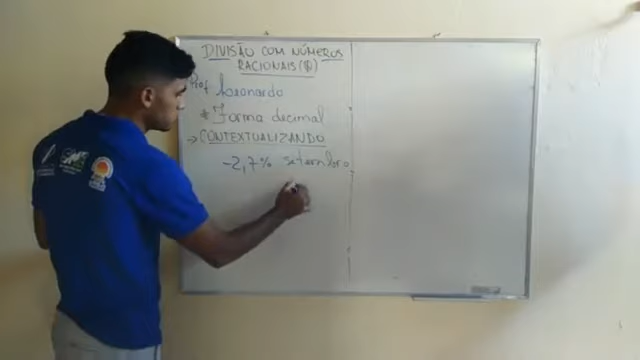 DIVISÃO COM NÚMEROS
RACIONAIS (Q)
Prof. Leonardo
* Forma decimal
→ CONTEXTUALIZANDO
-2,7% setembro